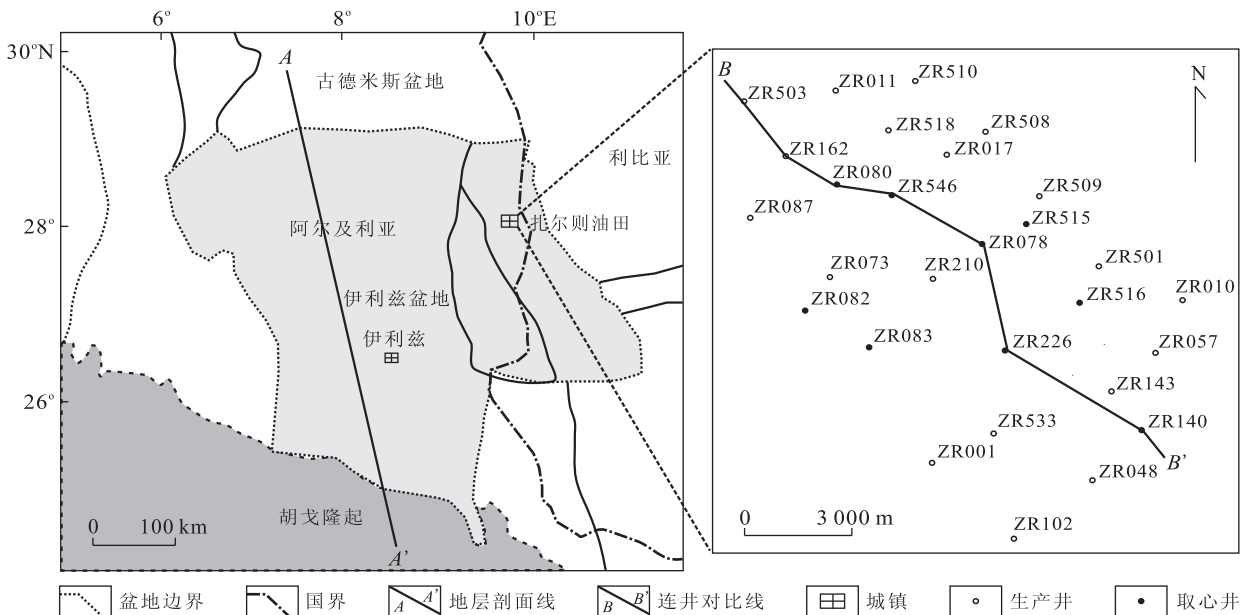 6° 8° 10°E
30°N
28°
26°
A
古德米斯盆地
利比亚
阿尔及利亚
扎尔则油田
伊利兹盆地
伊利兹
胡戈隆起
0 100 km
A'
B
N
ZR503
ZR011
ZR510
ZR518
ZR508
ZR017
ZR162
ZR080
ZR546
ZR509
ZR087
ZR515
ZR078
ZR073
ZR210
ZR501
ZR082
ZR516
ZR010
ZR083
ZR226
ZR057
ZR143
ZR140
ZR533
ZR001
B'
ZR048
0 3 000 m
ZR102
盆地边界 国界 A A' 地层剖面线 B B' 连井对比线 城镇 生产井 取心井